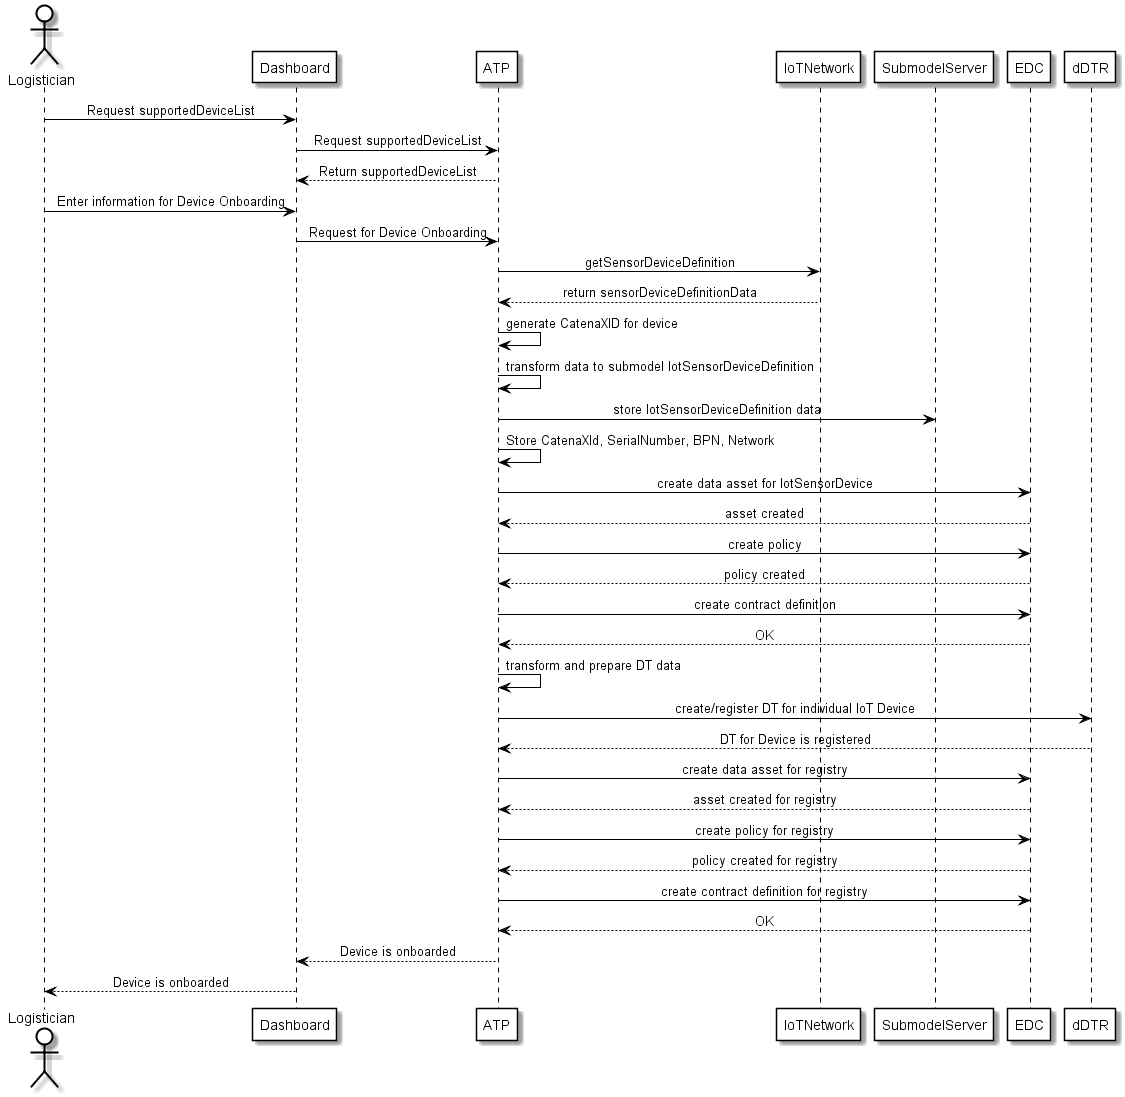 Logistician
Dashboard
ATP
IoTNetwork
SubmodelServer
EDC
dDTR
Request supportedDeviceList
Request supportedDeviceList
Return supportedDeviceList
Enter information for Device Onboarding
Request for Device Onboarding
getSensorDeviceDefinition
return sensorDeviceDefinitionData
generate CatenaXID for device
transform data to submodel IotSensorDeviceDefinition
store IotSensorDeviceDefinition data
Store CatenaXId, SerialNumber, BPN, Network
create data asset for IotSensorDevice
asset created
create policy
policy created
create contract definition
OK
transform and prepare DT data
create/register DT for individual IoT Device
DT for Device is registered
create data asset for registry
asset created for registry
create policy for registry
policy created for registry
create contract definition for registry
OK
Device is onboarded
Device is onboarded
Logistician
Dashboard
ATP
IoTNetwork
SubmodelServer
EDC
dDTR